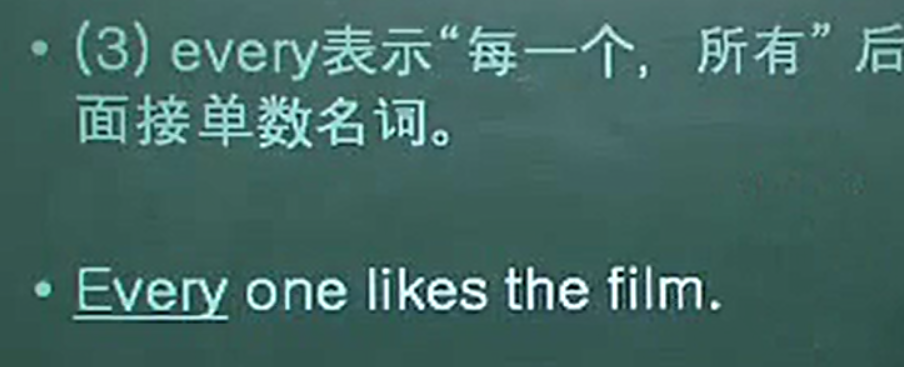 • (3) every表示“每一个，所有” 后
面接单数名词。
• Every one likes the film.